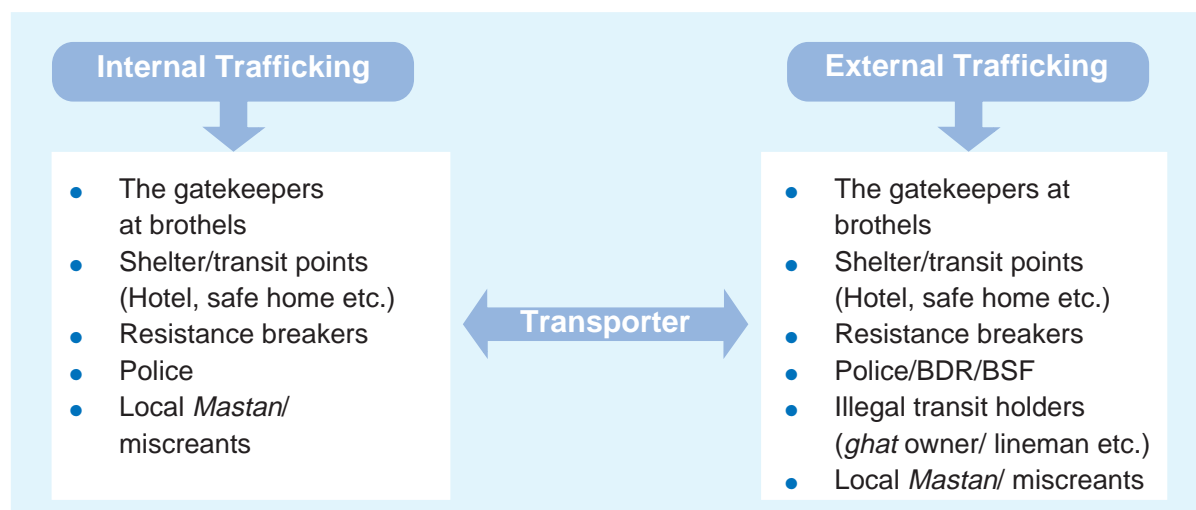 Internal Trafficking
The gatekeepers
at brothels
Shelter/transit points
(Hotel, safe home etc.)
Resistance breakers
Police
Local Mastan/
miscreants
Transporter
External Trafficking
The gatekeepers at
brothels
Shelter/transit points
(Hotel, safe home etc.)
Resistance breakers
Police/BDR/BSF
Illegal transit holders
(ghat owner/ lineman etc.)
Local Mastan/ miscreants